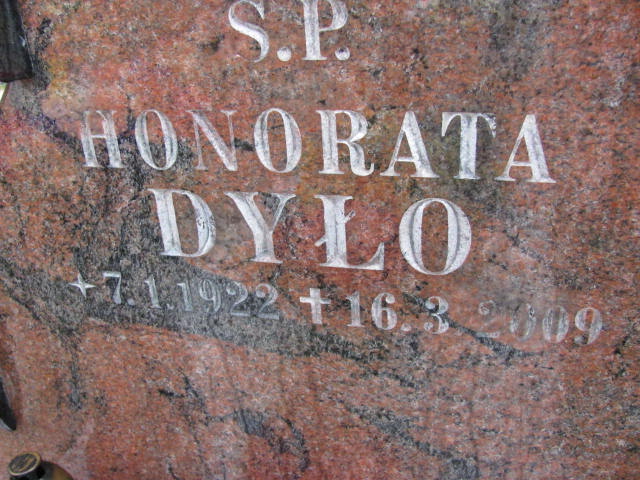 S.P.
HONORATA
DYŁO
7.1.1922 16.3.2009